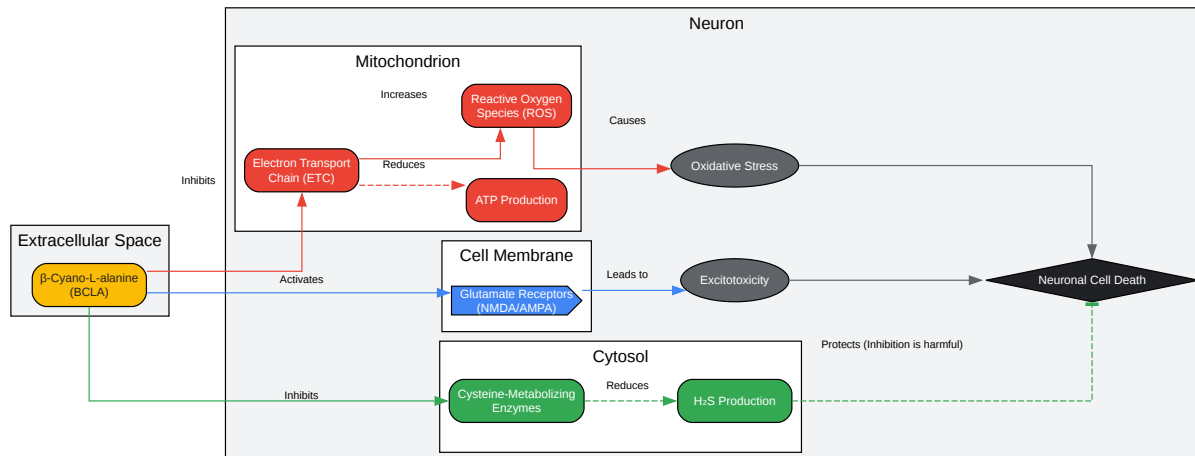 Neuron
Mitochondrion
Increases
Reactive Oxygen
Species (ROS)
Causes
Electron Transport
Chain (ETC)
Reduces
Oxidative Stress
Inhibits
ATP Production
Extracellular Space
Cell Membrane
β-Cyano-L-alanine
(BCLA)
Activates
Glutamate Receptors
(NMDA/AMPA)
Leads to
Excitotoxicity
Neuronal Cell Death
Protects (Inhibition is harmful)
Cytosol
Inhibits
Cysteine-Metabolizing
Enzymes
Reduces
H₂S Production